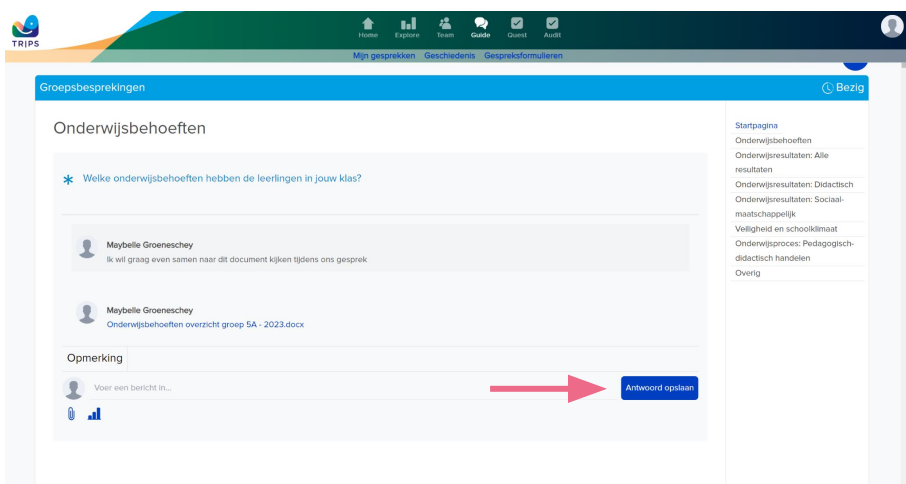 TRIPS
Home Explore Team Guide Quest Audit
Mijn gesprekken Geschiedenis Gespreksformulieren
Groepsbesprekingen
Bezig
Onderwijsbehoeften
* Welke onderwijsbehoeften hebben de leerlingen in jouw klas?
Maybelle Groeneschey
Ik wil graag even samen naar dit document kijken tijdens ons gesprek
Maybelle Groeneschey
Onderwijsbehoeften overzicht groep 5A - 2023.docx
Opmerking
Voer een bericht in...
Antwoord opslaan
Startpagina
Onderwijsbehoeften
Onderwijsresultaten: Alle
resultaten
Onderwijsresultaten: Didactisch
Onderwijsresultaten: Sociaal-
maatschappelijk
Veiligheid en schoolklimaat
Onderwijsproces: Pedagogisch-
didactisch handelen
Overig